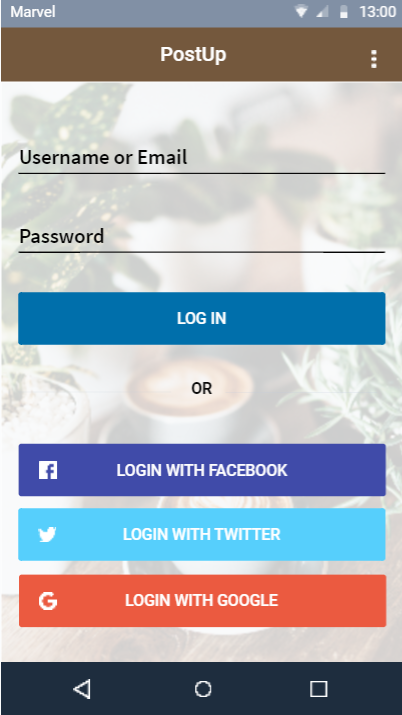 Marvel 13:00
PostUp
Username or Email
Password
LOG IN
OR
LOGIN WITH FACEBOOK
LOGIN WITH TWITTER
LOGIN WITH GOOGLE